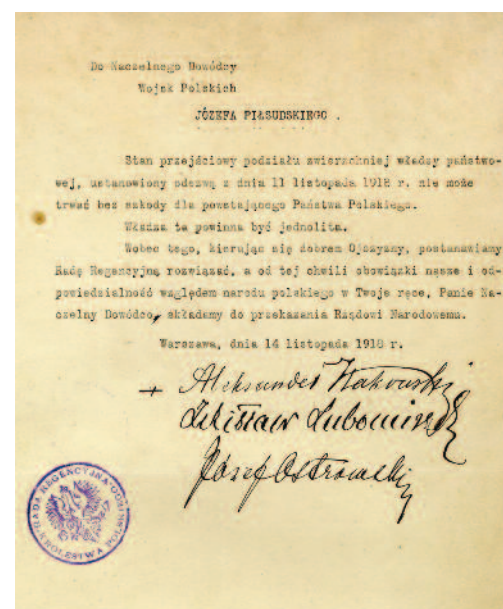 Do Naczelnego Dowódcy
Wojsk Polskich
JÓZEFA PIŁSUDSKIEGO .
Stan przejściowy podziału zwierzchniej władzy państwo-
wej, ustanowiony odezwą z dnia 11 listopada 1918 r. nie może
trwać bez szkody dla powstającego Państwa Polskiego.
Władza ta powinna być jednolita.
Wobec tego, kierując się dobrem Ojczyzny, postanawiamy
Radę Regencyjną rozwiązać, a od tej chwili obowiązki nasze i od-
powiedzialność względem narodu polskiego w Twoje ręce, Panie Na-
czelny Dowódco, składamy do przekazania Rządowi Narodowemu.
Warszawa, dnia 14 listopada 1918 r.
+ Aleksander Kakowski
Zdzisław Lubomirski
Józef Ostrowski
RADA REGENCYJNA
KRÓLESTWA POLSKIEGO